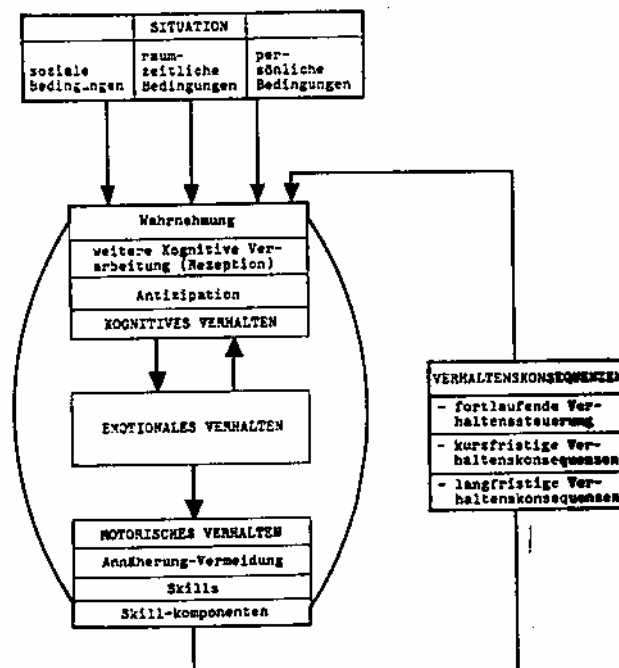 SITUATION
soziale
Bedingungen
raum-
zeitliche
Bedingungen
per-
sönliche
Bedingungen
Wahrnehmung
weitere Kognitive Ver-
arbeitung (Rezeption)
Antizipation
KOGNITIVES VERHALTEN
EMOTIONALES VERHALTEN
MOTORISCHES VERHALTEN
Annäherung-Vermeidung
Skills
Skill-komponenten
VERHALTENSKONSEQUENZEN
- fortlaufende Ver-
haltenssteuerung
- kurzfristige Ver-
haltenskonsequenzen
- langfristige Ver-
haltenskonsequenzen